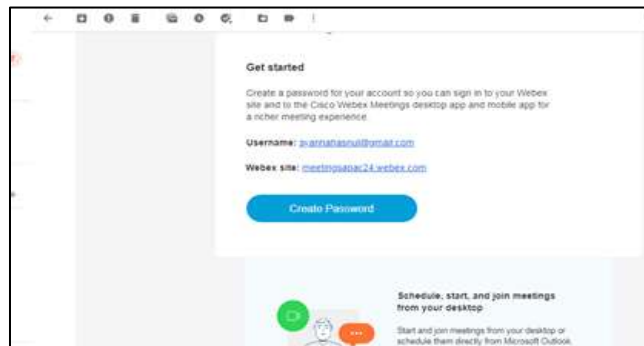 Get started
Create a password for your account so you can sign in to your Webex
site and to the Cisco Webex Meetings desktop app and mobile app for
a richer meeting experience
Username: syannahasnul@gmail.com
Webex site: meetingsapac24.webex.com
Create Password
Schedule, start, and join meetings
from your desktop
Start and join meetings from your desktop or
schedule them directly from Microsoft Outlook.